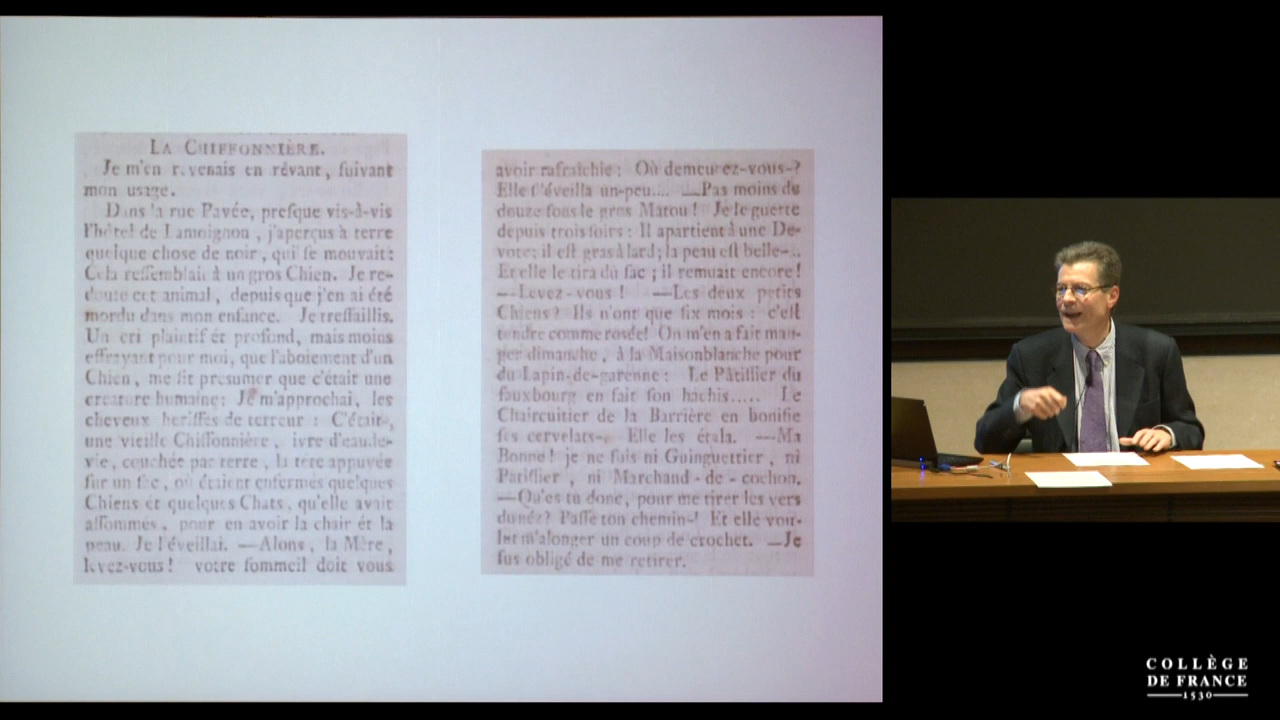 LA CHIFFONNIÈRE.
Je m'en revenais en révant, ſuivant
mon usage.
Dans la rue Pavée, preſque vis-à-vis
l'hôtel de Lamoignon, j'aperçus à terre
quelque chose de noir, qui ſe mouvait:
Cela reſſemblait à un gros Chien. Je re-
doute cet animal, depuis que j'en ai été
mordu dans mon enfance. Je treſſaillis.
Un cri plaintif ét profond, mais moins
effrayant pour moi, que l'aboiement d'un
Chien, me fit presumer que c'était une
creature humaine: Je m'approchai, les
cheveux heriſſés de terreur: C'était,
une vieille Chiffonnière, ivre d'eau-de-
vie, couchée par terre, la tête appuyée
ſur un ſac, où étaient enfermés quelques
Chiens ét quelques Chats, qu'elle avait
aſſommés, pour en avoir la chair ét la
peau. Je l'éveillai. —Alons, la Mère,
levez-vous! votre ſommeil doit vous
avoir rafraîchie: Où demeurez-vous-?
Elle ſ'éveilla un-peu.... —Pas moins de
douze ſous le gros Matou! Je le guette
depuis trois ſoirs: Il apartient à une De-
vote; il eſt gras à lard; la peau eſt belle-...
Et elle le tira du ſac; il remuait encore!
—Levez-vous! —Les deux petits
Chiens? Ils n'ont que ſix mois: c'eſt
tendre comme rosée! On m'en a fait man-
ger dimanche, à la Maisonblanche pour
du Lapin-de-garenne: Le Pâtiſſier du
fauxbourg en fait ſon hachis..... Le
Chaircuitier de la Barrière en bonifie
ſes cervelats-. Elle les étala. —Ma
Bonne! je ne ſuis ni Guinguettier, ni
Patiſſier, ni Marchand-de-cochon.
—Qu'es tu donc, pour me tirer les vers
du néz? Paſſe ton chemin-! Et elle vou-
lut m'alonger un coup de crochet. —Je
fus obligé de me retirer.
COLLÈGE
DE FRANCE
1530